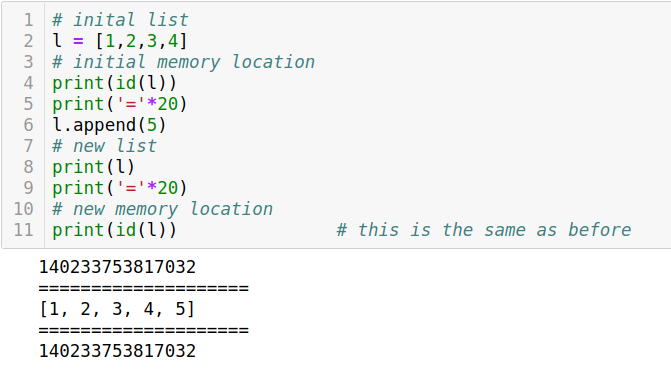 1 # inital list
2 l = [1,2,3,4]
3 # initial memory location
4 print(id(l))
5 print('='*20)
6 l.append(5)
7 # new list
8 print(l)
9 print('='*20)
10 # new memory location
11 print(id(l)) # this is the same as before
140233753817032
====================
[1, 2, 3, 4, 5]
====================
140233753817032